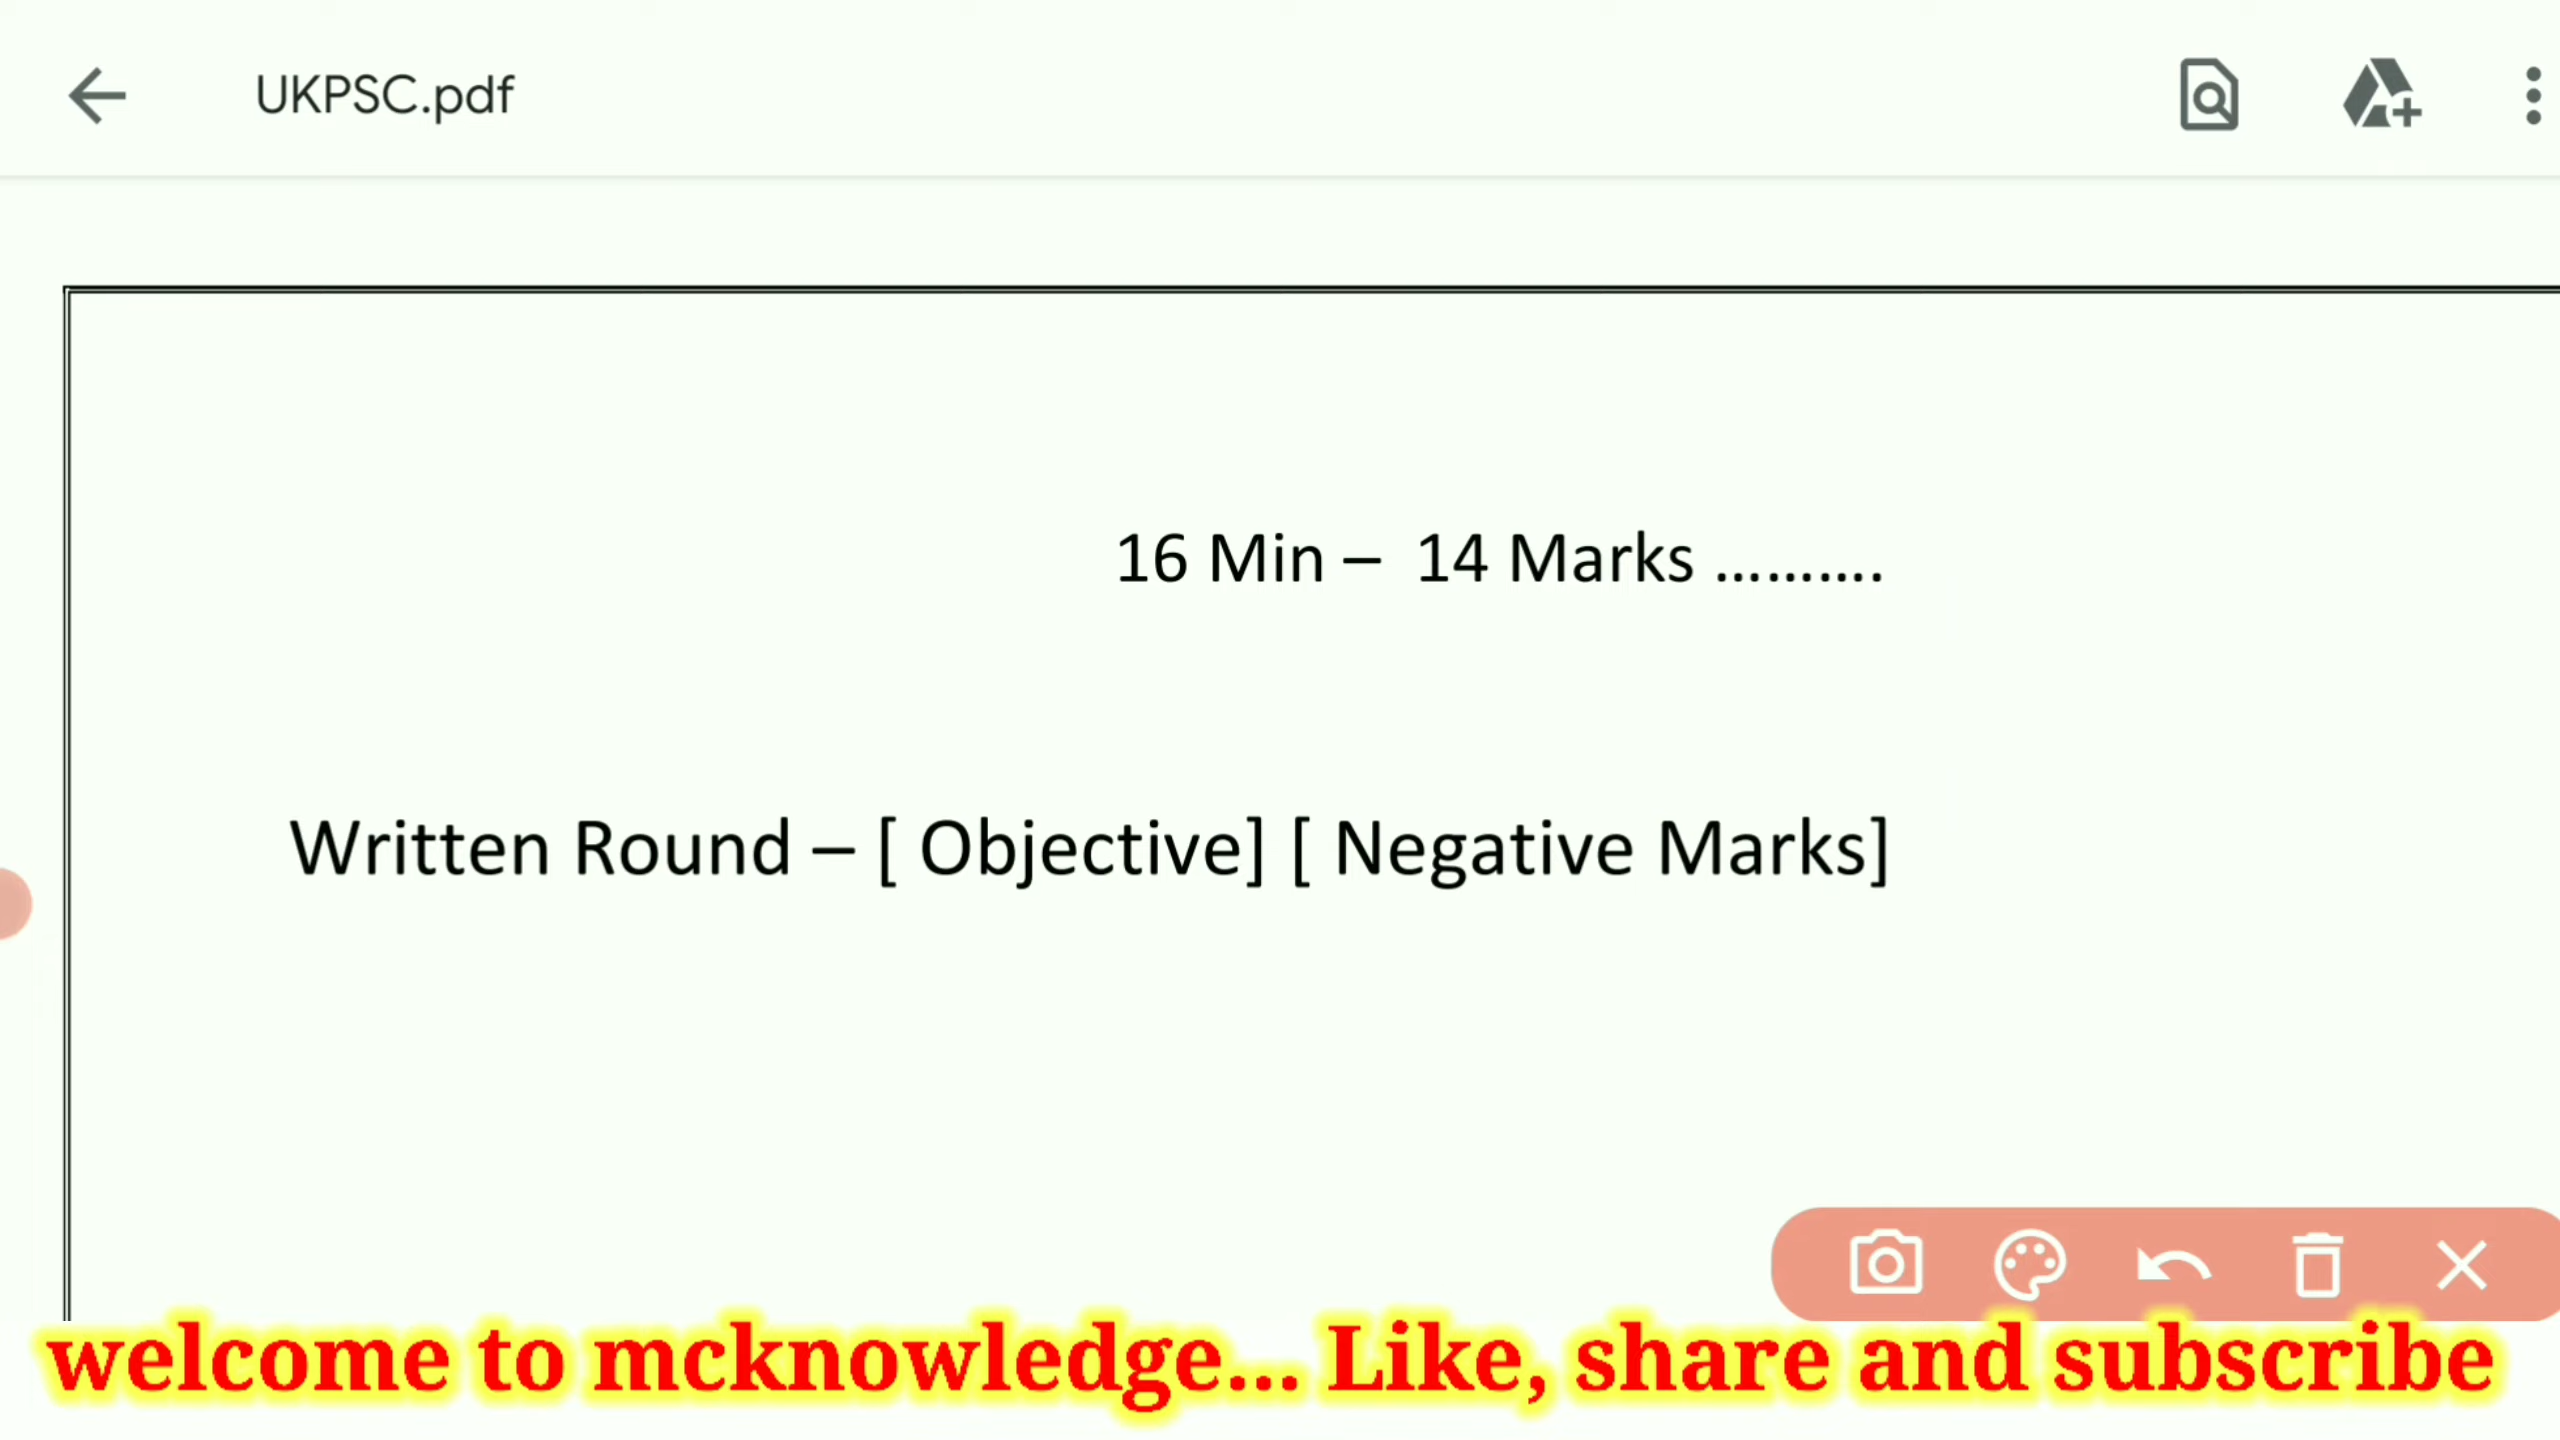 UKPSC.pdf
16 Min – 14 Marks ..........
Written Round – [ Objective] [ Negative Marks]
welcome to mcknowledge... Like, share and subscribe